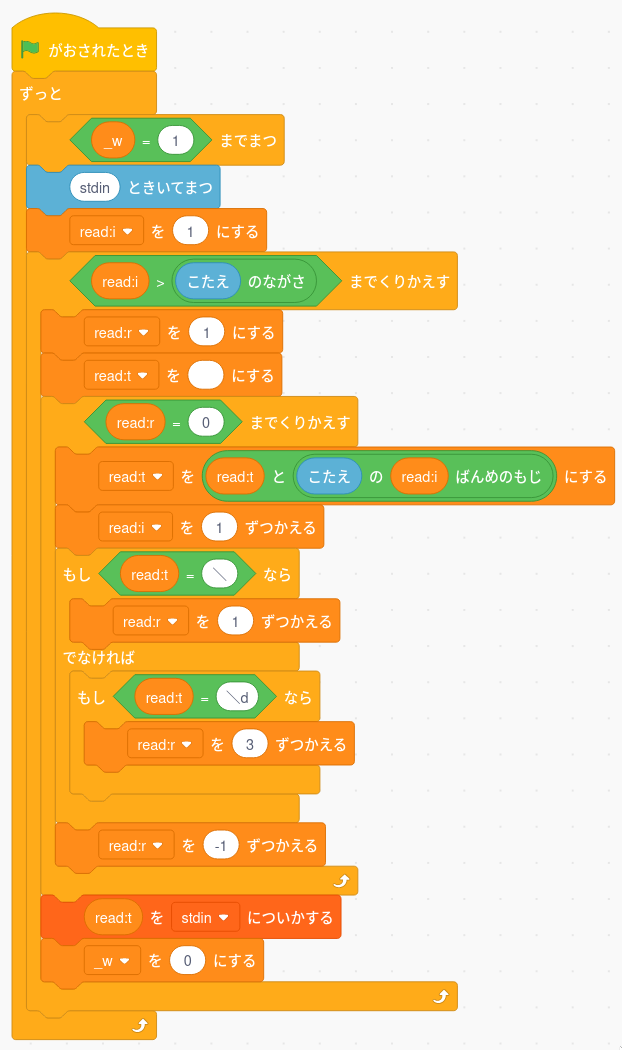 がおされたとき
ずっと
_w = 1 までまつ
stdin ときいてまつ
read:i を 1 にする
read:i > こたえ のながさ までくりかえす
read:r を 1 にする
read:t を にする
read:r = 0 までくりかえす
read:t を read:t と こたえ の read:i ばんめのもじ にする
read:i を 1 ずつかえる
もし read:t = ＼ なら
read:r を 1 ずつかえる
でなければ
もし read:t = ＼d なら
read:r を 3 ずつかえる
read:r を -1 ずつかえる
read:t を stdin についかする
_w を 0 にする